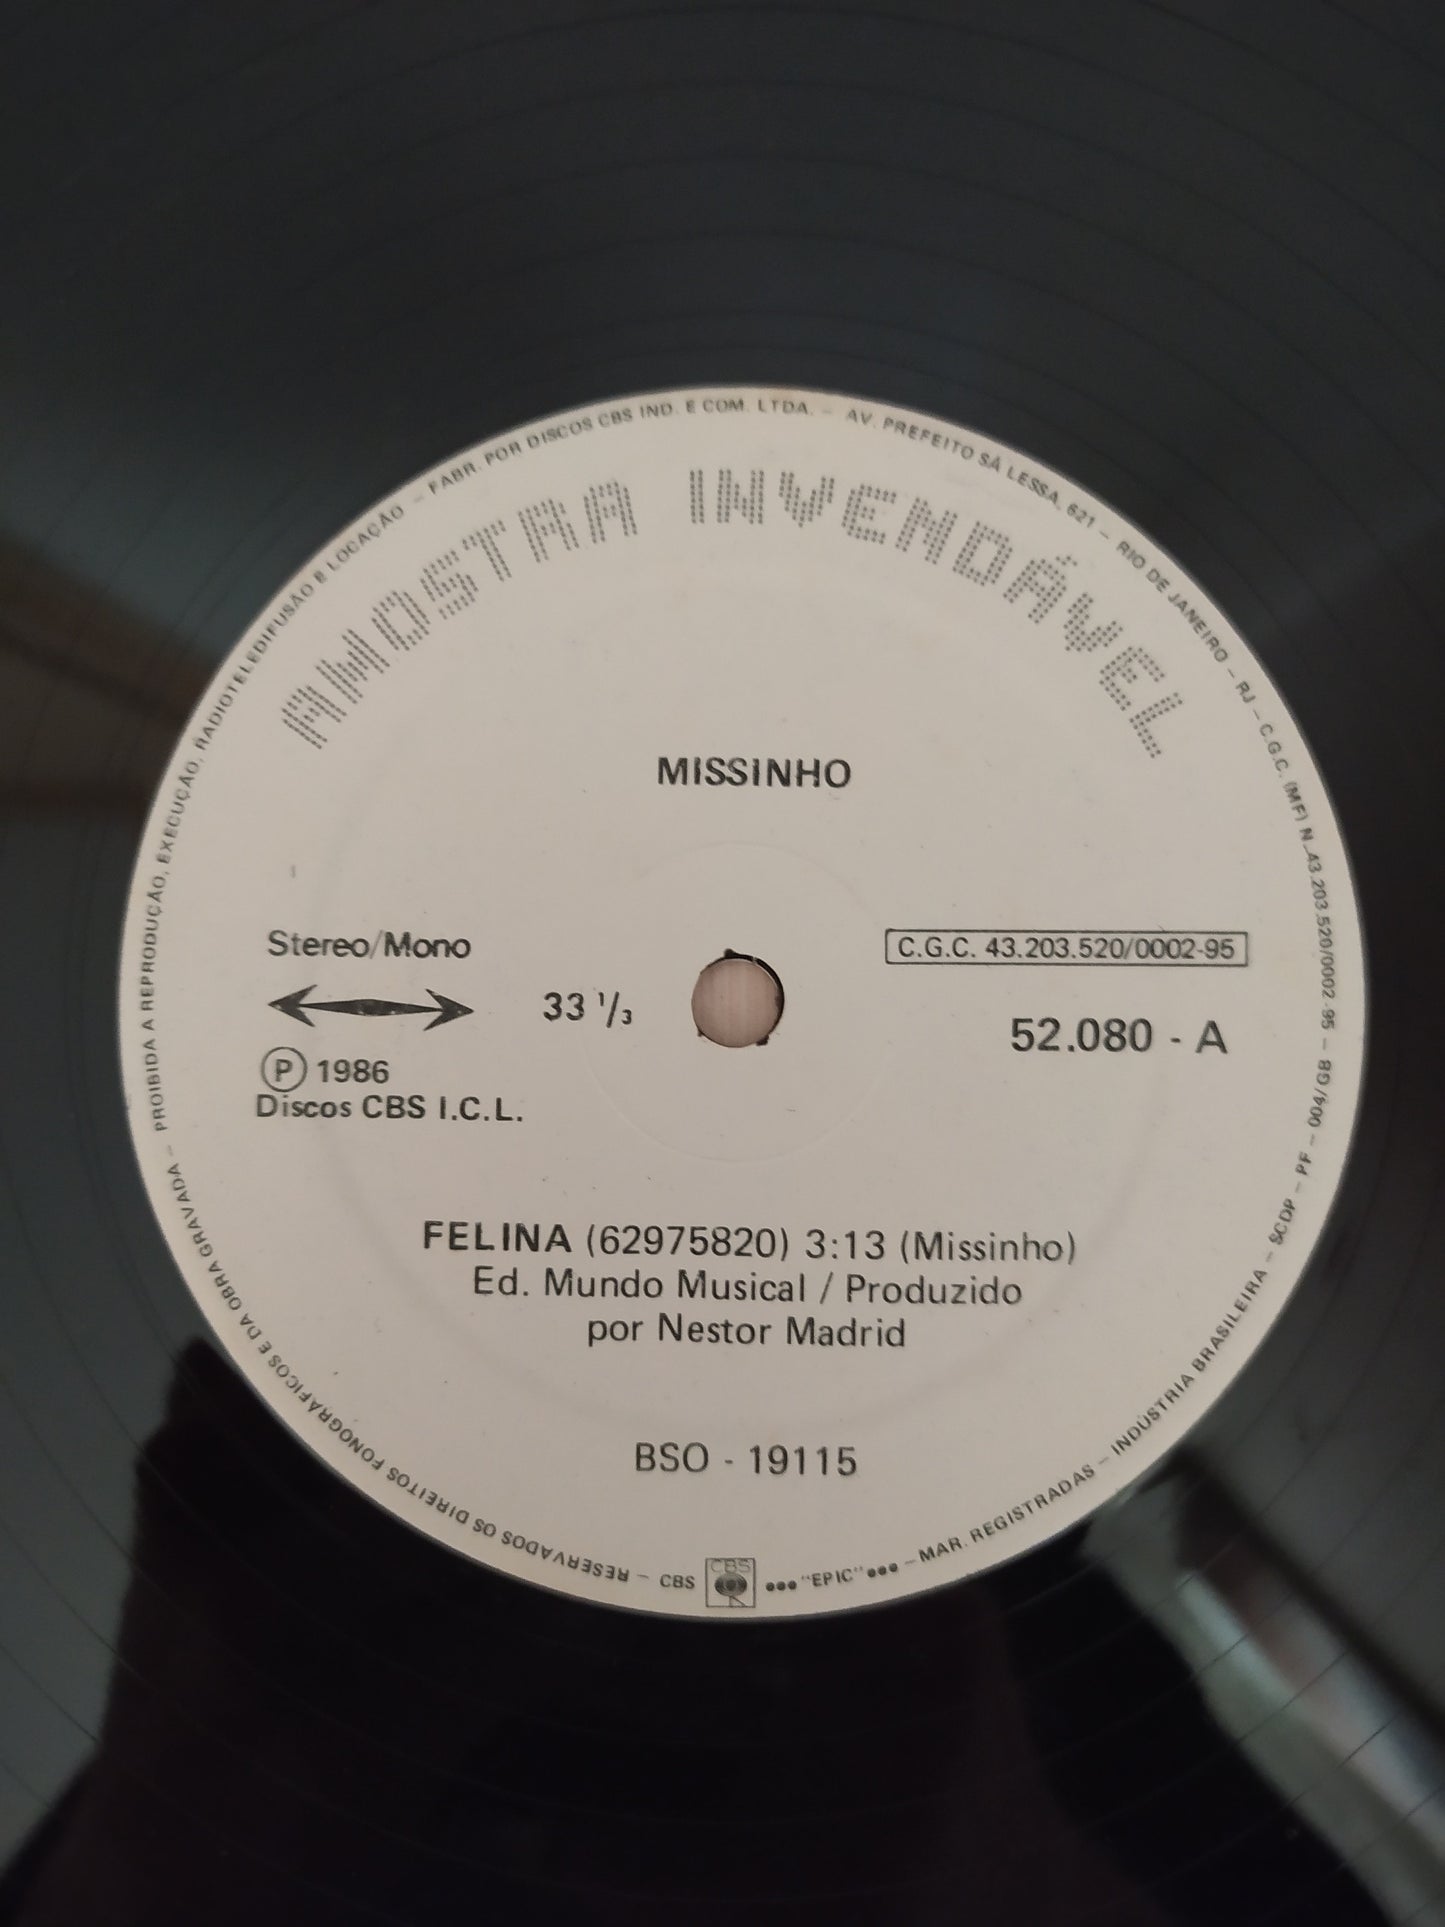 PROIBIDA A REPRODUÇÃO, EXECUÇÃO, RADIOTELEDIFUSÃO E LOCAÇÃO – FABR. POR DISCOS CBS IND. E COM. LTDA. – AV. PREFEITO SÁ LESSA, 621 – RIO DE JANEIRO – RJ – C.G.C. (MF) N. 43.203.520/0002-95 – 004/GB – PF – SCDP – INDÚSTRIA BRASILEIRA – MAR. REGISTRADAS –
AMOSTRA INVENDÁVEL
MISSINHO
Stereo/Mono
C.G.C. 43.203.520/0002-95
33 1/3
52.080 - A
Ⓟ 1986
Discos CBS I.C.L.
FELINA (62975820) 3:13 (Missinho)
Ed. Mundo Musical / Produzido
por Nestor Madrid
BSO - 19115
CBS
CBS
•••"EPIC"•••
RESERVADOS OS DIREITOS FONOGRÁFICOS E DA OBRA GRAVADA –